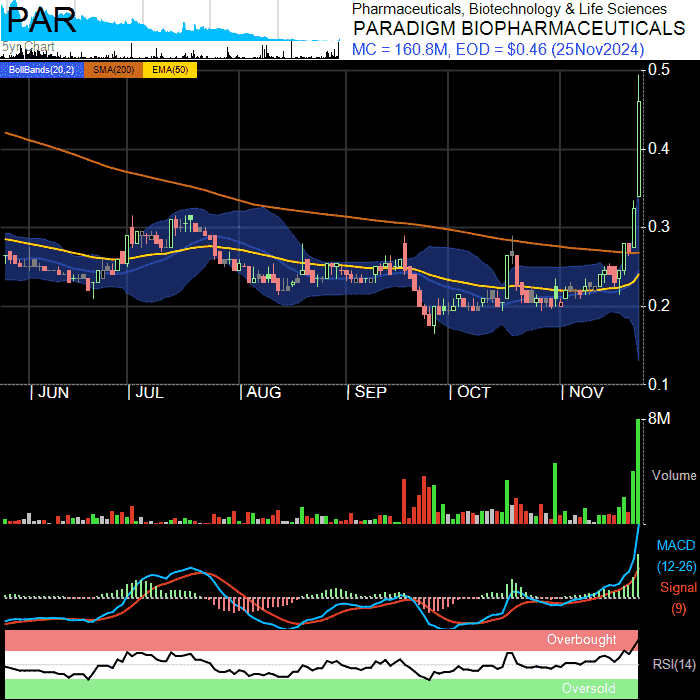 PAR
Pharmaceuticals, Biotechnology & Life Sciences
PARADIGM BIOPHARMACEUTICALS
MC = 160.8M, EOD = $0.46 (25Nov2024)
5yr Chart
BollBands(20,2) SMA(200) EMA(50)
0.5
0.4
0.3
0.2
0.1
| JUN | JUL | AUG | SEP | OCT | NOV
8M
Volume
MACD
(12-26)
Signal
(9)
Overbought
RSI(14)
Oversold